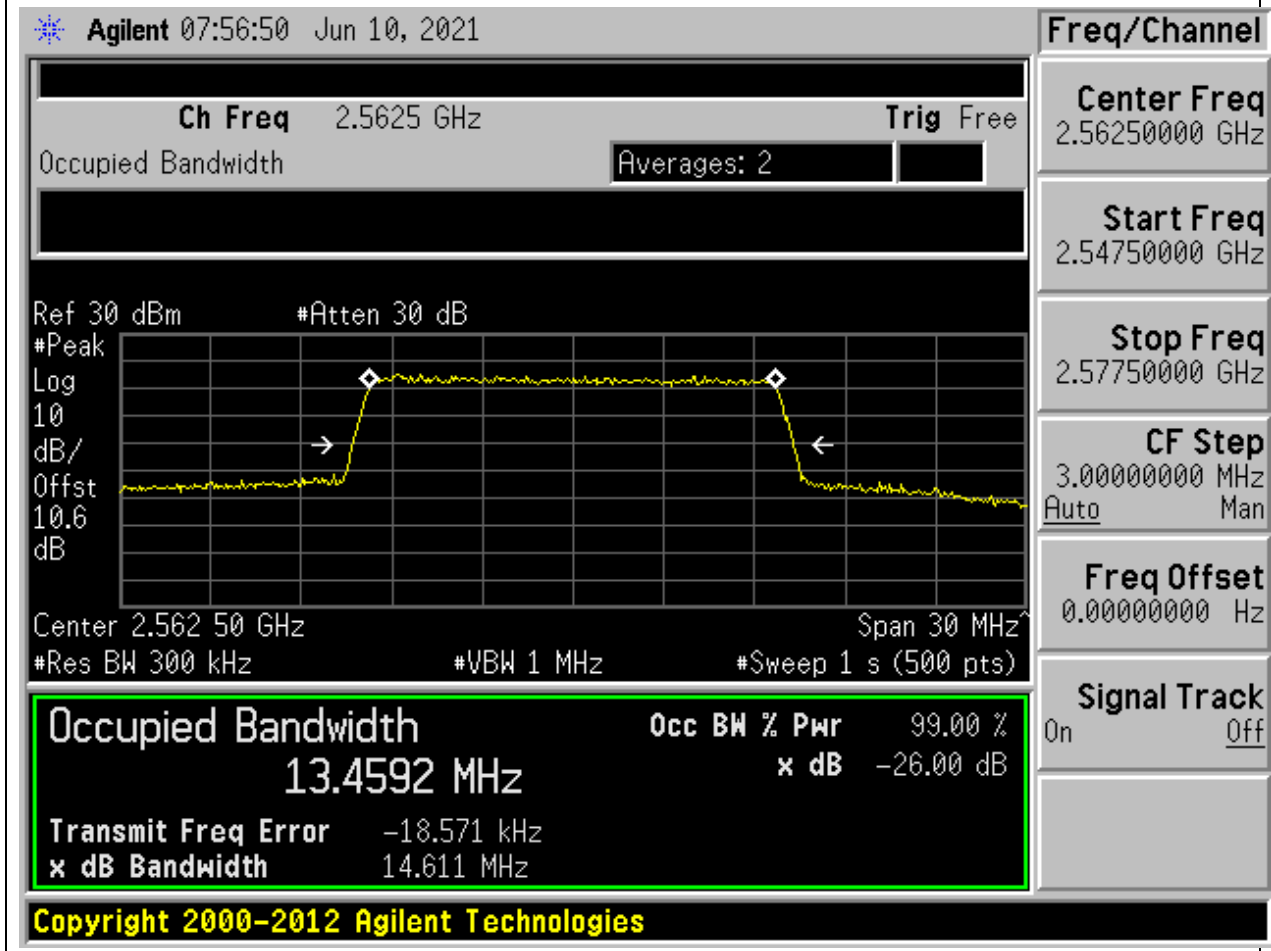 Agilent 07:56:50 Jun 10, 2021
Freq/Channel
Ch Freq 2.5625 GHz Trig Free
Occupied Bandwidth Averages: 2
Ref 30 dBm #Atten 30 dB
#Peak
Log
10
dB/
Offst
10.6
dB
Center 2.562 50 GHz Span 30 MHz^
#Res BW 300 kHz #VBW 1 MHz #Sweep 1 s (500 pts)
Occupied Bandwidth
13.4592 MHz
Occ BW % Pwr 99.00 %
x dB -26.00 dB
Transmit Freq Error -18.571 kHz
x dB Bandwidth 14.611 MHz
Center Freq
2.56250000 GHz
Start Freq
2.54750000 GHz
Stop Freq
2.57750000 GHz
CF Step
3.00000000 MHz
Auto Man
Freq Offset
0.00000000 Hz
Signal Track
On Off
Copyright 2000-2012 Agilent Technologies